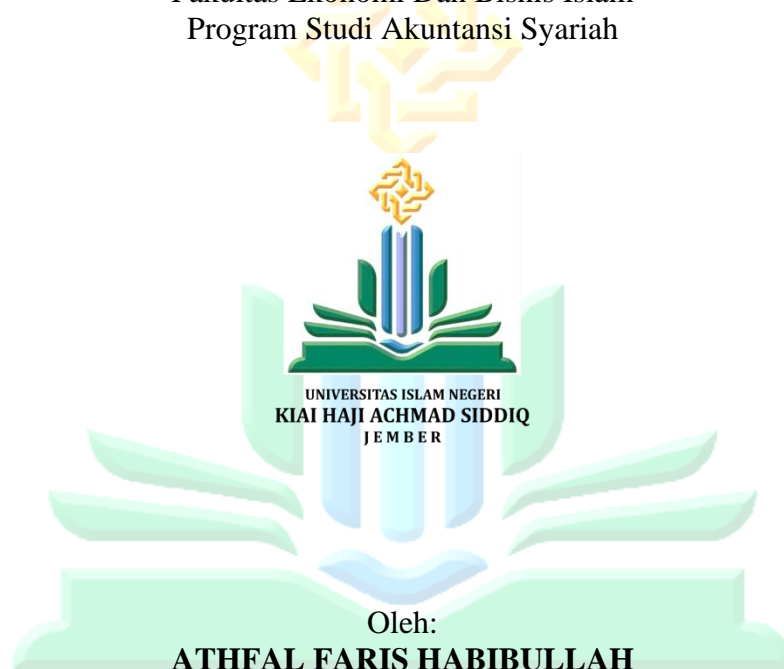 Fakultas Ekonomi Dan Bisnis Islam
Program Studi Akuntansi Syariah
UNIVERSITAS ISLAM NEGERI
KIAI HAJI ACHMAD SIDDIQ
JEMBER
Oleh:
ATHFAL FARIS HABIBULLAH